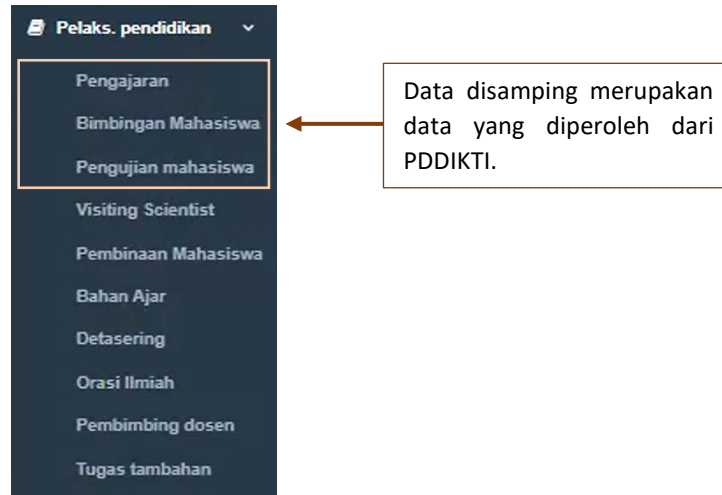 Pelaks. pendidikan
Pengajaran
Bimbingan Mahasiswa
Pengujian mahasiswa
Visiting Scientist
Pembinaan Mahasiswa
Bahan Ajar
Detasering
Orasi Ilmiah
Pembimbing dosen
Tugas tambahan
Data disamping merupakan
data yang diperoleh dari
PDDIKTI.